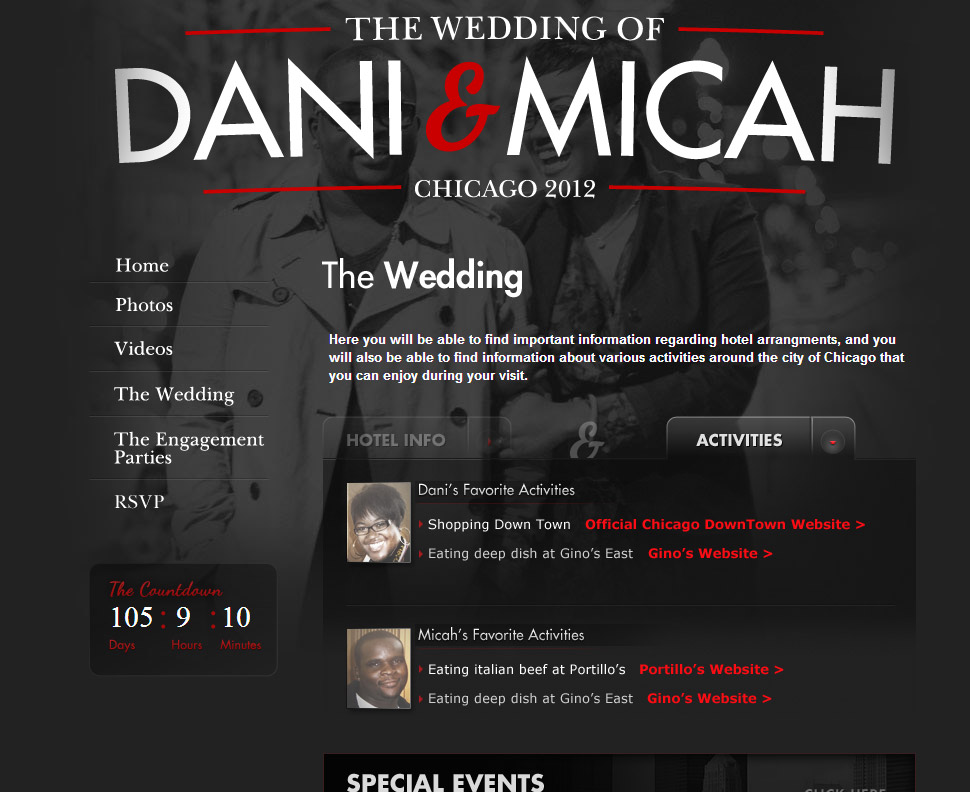 THE WEDDING OF
DANI & MICAH
CHICAGO 2012
Home
Photos
Videos
The Wedding
The Engagement
Parties
RSVP
The Countdown
105 : 9 : 10
Days Hours Minutes
The Wedding
Here you will be able to find important information regarding hotel arrangments, and you
will also be able to find information about various activities around the city of Chicago that
you can enjoy during your visit.
HOTEL INFO & ACTIVITIES
Dani's Favorite Activities
Shopping Down Town Official Chicago DownTown Website >
Eating deep dish at Gino's East Gino's Website >
Micah's Favorite Activities
Eating italian beef at Portillo's Portillo's Website >
Eating deep dish at Gino's East Gino's Website >
SPECIAL EVENTS
CLICK HERE